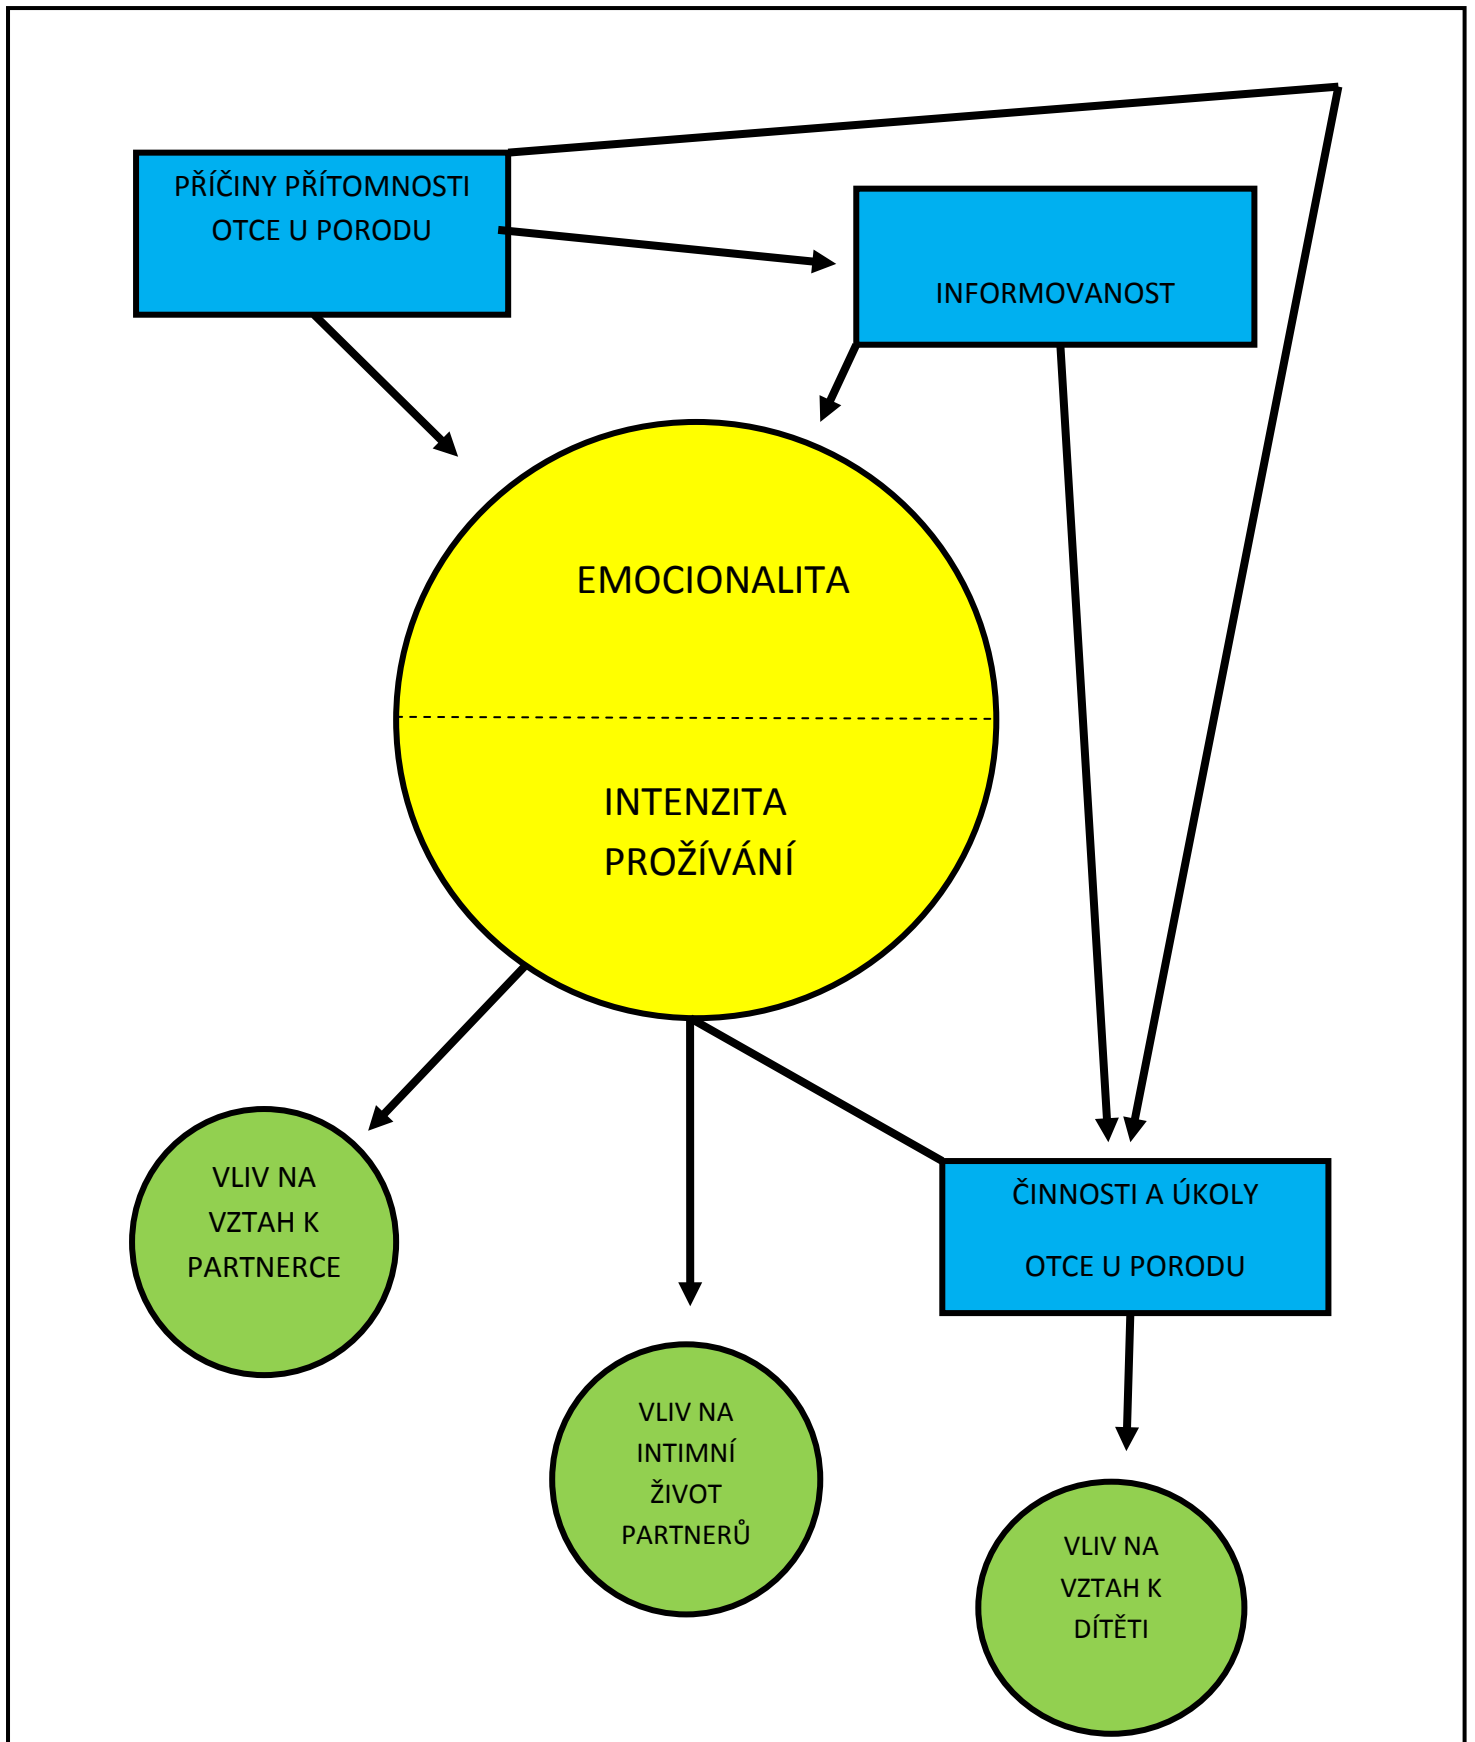 PŘÍČINY PŘÍTOMNOSTI
OTCE U PORODU
INFORMOVANOST
EMOCIONALITA
INTENZITA
PROŽÍVÁNÍ
VLIV NA
VZTAH K
PARTNERCE
ČINNOSTI A ÚKOLY
OTCE U PORODU
VLIV NA
INTIMNÍ
ŽIVOT
PARTNERŮ
VLIV NA
VZTAH K
DÍTĚTI